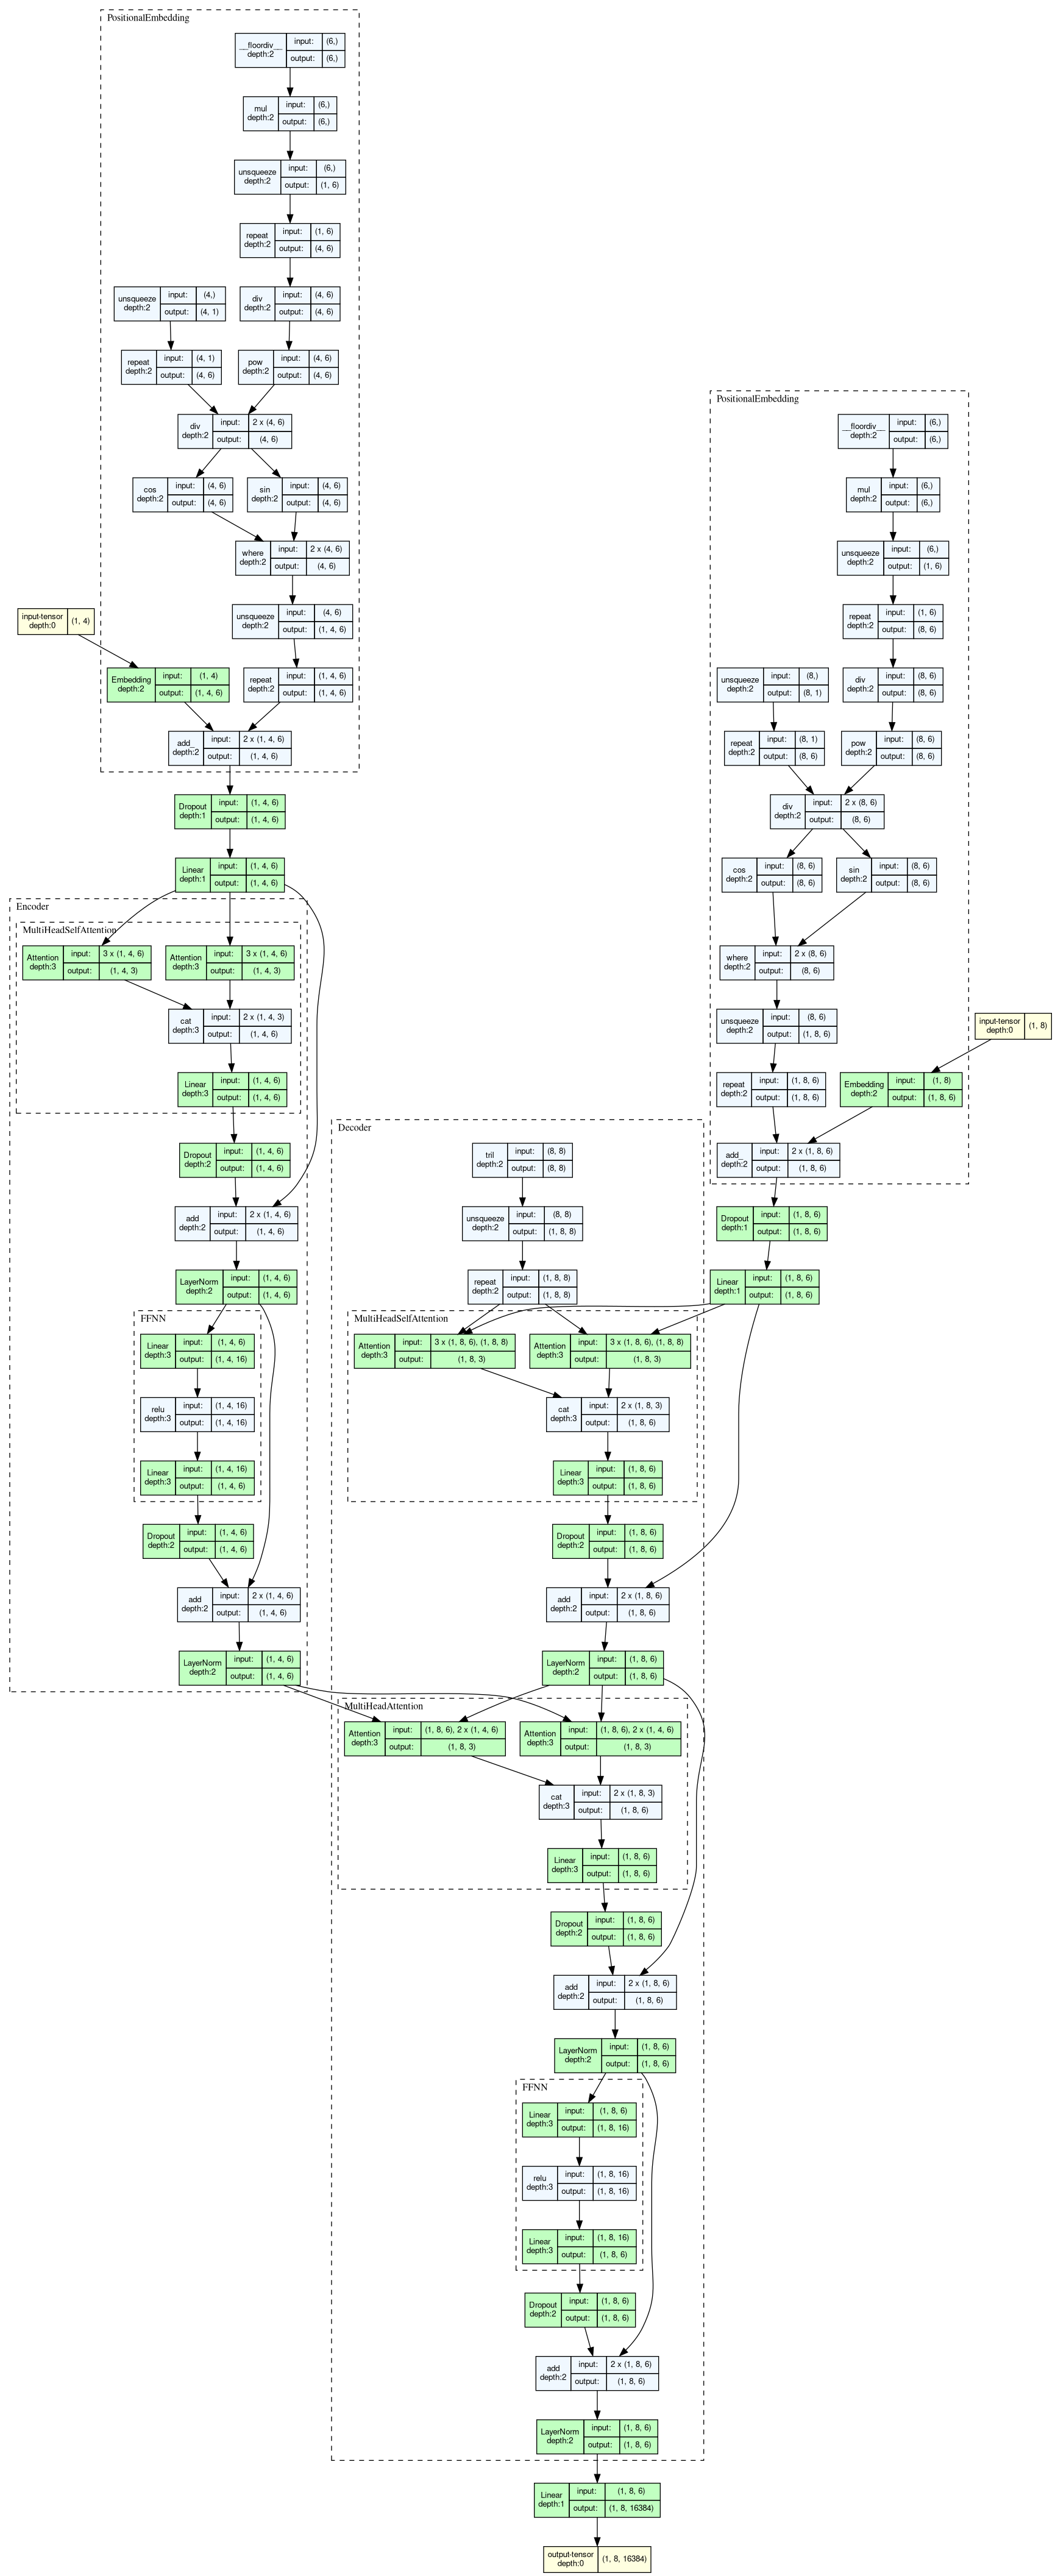 PositionalEmbedding
__floordiv__ input: (6,)
depth:2 output: (6,)
mul input: (6,)
depth:2 output: (6,)
unsqueeze input: (6,)
depth:2 output: (1, 6)
repeat input: (1, 6)
depth:2 output: (4, 6)
unsqueeze input: (4,)
depth:2 output: (4, 1)
div input: (4, 6)
depth:2 output: (4, 6)
repeat input: (4, 1)
depth:2 output: (4, 6)
pow input: (4, 6)
depth:2 output: (4, 6)
div input: 2 x (4, 6)
depth:2 output: (4, 6)
cos input: (4, 6)
depth:2 output: (4, 6)
sin input: (4, 6)
depth:2 output: (4, 6)
where input: 2 x (4, 6)
depth:2 output: (4, 6)
input-tensor (1, 4)
depth:0
unsqueeze input: (4, 6)
depth:2 output: (1, 4, 6)
Embedding input: (1, 4)
depth:2 output: (1, 4, 6)
repeat input: (1, 4, 6)
depth:2 output: (1, 4, 6)
add_ input: 2 x (1, 4, 6)
depth:2 output: (1, 4, 6)
Dropout input: (1, 4, 6)
depth:1 output: (1, 4, 6)
Linear input: (1, 4, 6)
depth:1 output: (1, 4, 6)
Encoder
MultiHeadSelfAttention
Attention input: 3 x (1, 4, 6)
depth:3 output: (1, 4, 3)
Attention input: 3 x (1, 4, 6)
depth:3 output: (1, 4, 3)
cat input: 2 x (1, 4, 3)
depth:3 output: (1, 4, 6)
Linear input: (1, 4, 6)
depth:3 output: (1, 4, 6)
Dropout input: (1, 4, 6)
depth:2 output: (1, 4, 6)
add input: 2 x (1, 4, 6)
depth:2 output: (1, 4, 6)
LayerNorm input: (1, 4, 6)
depth:2 output: (1, 4, 6)
FFNN
Linear input: (1, 4, 6)
depth:3 output: (1, 4, 16)
relu input: (1, 4, 16)
depth:3 output: (1, 4, 16)
Linear input: (1, 4, 16)
depth:3 output: (1, 4, 6)
Dropout input: (1, 4, 6)
depth:2 output: (1, 4, 6)
add input: 2 x (1, 4, 6)
depth:2 output: (1, 4, 6)
LayerNorm input: (1, 4, 6)
depth:2 output: (1, 4, 6)
PositionalEmbedding
__floordiv__ input: (6,)
depth:2 output: (6,)
mul input: (6,)
depth:2 output: (6,)
unsqueeze input: (6,)
depth:2 output: (1, 6)
repeat input: (1, 6)
depth:2 output: (8, 6)
unsqueeze input: (8,)
depth:2 output: (8, 1)
div input: (8, 6)
depth:2 output: (8, 6)
repeat input: (8, 1)
depth:2 output: (8, 6)
pow input: (8, 6)
depth:2 output: (8, 6)
div input: 2 x (8, 6)
depth:2 output: (8, 6)
cos input: (8, 6)
depth:2 output: (8, 6)
sin input: (8, 6)
depth:2 output: (8, 6)
where input: 2 x (8, 6)
depth:2 output: (8, 6)
unsqueeze input: (8, 6)
depth:2 output: (1, 8, 6)
input-tensor (1, 8)
depth:0
repeat input: (1, 8, 6)
depth:2 output: (1, 8, 6)
Embedding input: (1, 8)
depth:2 output: (1, 8, 6)
add_ input: 2 x (1, 8, 6)
depth:2 output: (1, 8, 6)
Dropout input: (1, 8, 6)
depth:1 output: (1, 8, 6)
Linear input: (1, 8, 6)
depth:1 output: (1, 8, 6)
Decoder
tril input: (8, 8)
depth:2 output: (8, 8)
unsqueeze input: (8, 8)
depth:2 output: (1, 8, 8)
repeat input: (1, 8, 8)
depth:2 output: (1, 8, 8)
MultiHeadSelfAttention
Attention input: 3 x (1, 8, 6), (1, 8, 8)
depth:3 output: (1, 8, 3)
Attention input: 3 x (1, 8, 6), (1, 8, 8)
depth:3 output: (1, 8, 3)
cat input: 2 x (1, 8, 3)
depth:3 output: (1, 8, 6)
Linear input: (1, 8, 6)
depth:3 output: (1, 8, 6)
Dropout input: (1, 8, 6)
depth:2 output: (1, 8, 6)
add input: 2 x (1, 8, 6)
depth:2 output: (1, 8, 6)
LayerNorm input: (1, 8, 6)
depth:2 output: (1, 8, 6)
MultiHeadAttention
Attention input: (1, 8, 6), 2 x (1, 4, 6)
depth:3 output: (1, 8, 3)
Attention input: (1, 8, 6), 2 x (1, 4, 6)
depth:3 output: (1, 8, 3)
cat input: 2 x (1, 8, 3)
depth:3 output: (1, 8, 6)
Linear input: (1, 8, 6)
depth:3 output: (1, 8, 6)
Dropout input: (1, 8, 6)
depth:2 output: (1, 8, 6)
add input: 2 x (1, 8, 6)
depth:2 output: (1, 8, 6)
LayerNorm input: (1, 8, 6)
depth:2 output: (1, 8, 6)
FFNN
Linear input: (1, 8, 6)
depth:3 output: (1, 8, 16)
relu input: (1, 8, 16)
depth:3 output: (1, 8, 16)
Linear input: (1, 8, 16)
depth:3 output: (1, 8, 6)
Dropout input: (1, 8, 6)
depth:2 output: (1, 8, 6)
add input: 2 x (1, 8, 6)
depth:2 output: (1, 8, 6)
LayerNorm input: (1, 8, 6)
depth:2 output: (1, 8, 6)
Linear input: (1, 8, 6)
depth:1 output: (1, 8, 16384)
output-tensor (1, 8, 16384)
depth:0